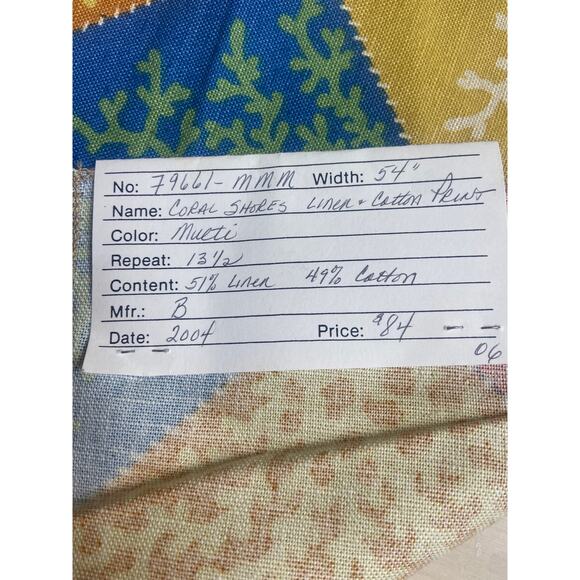 No: 79661-MMM Width: 54"
Name: CORAL SHORES LINEN & Cotton PRINT
Color: Multi
Repeat: 13 1/2
Content: 51% Linen 49% Cotton
Mfr.: B
Date: 2004 Price: $84
06